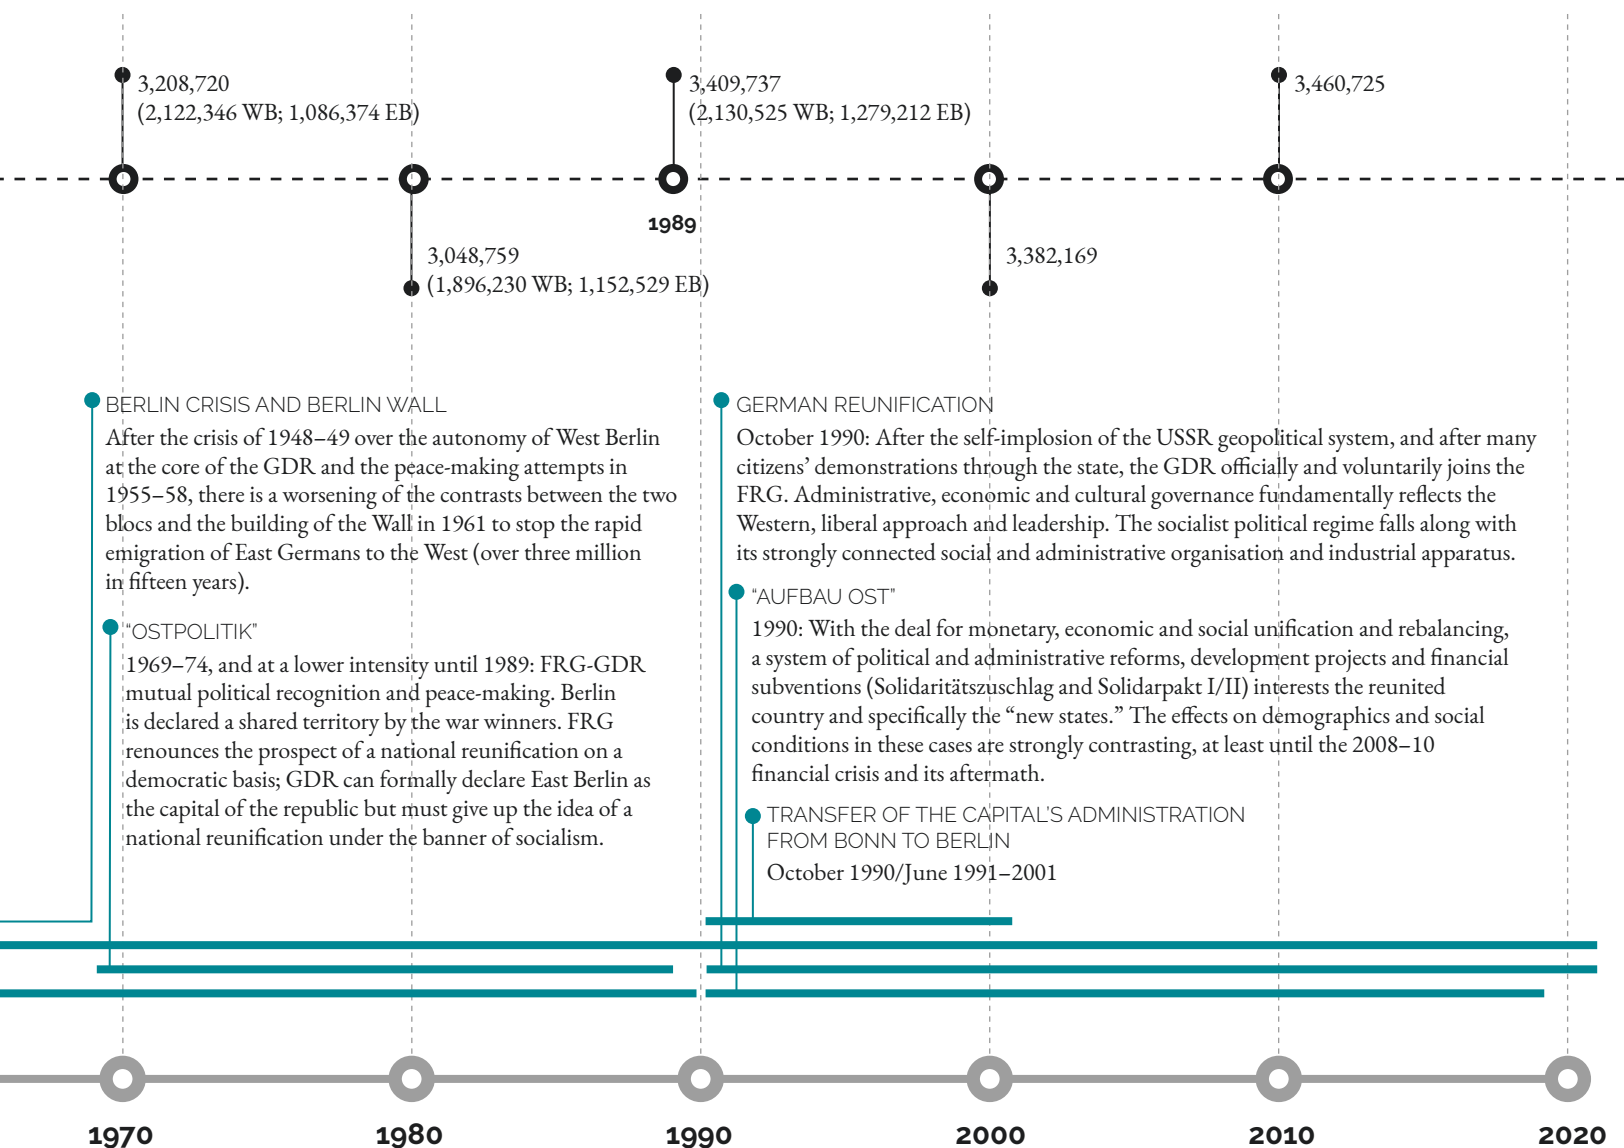 3,208,720
(2,122,346 WB; 1,086,374 EB)
3,409,737
(2,130,525 WB; 1,279,212 EB)
3,460,725
1989
3,048,759
(1,896,230 WB; 1,152,529 EB)
3,382,169
BERLIN CRISIS AND BERLIN WALL
After the crisis of 1948–49 over the autonomy of West Berlin
at the core of the GDR and the peace-making attempts in
1955–58, there is a worsening of the contrasts between the two
blocs and the building of the Wall in 1961 to stop the rapid
emigration of East Germans to the West (over three million
in fifteen years).
“OSTPOLITIK”
1969–74, and at a lower intensity until 1989: FRG-GDR
mutual political recognition and peace-making. Berlin
is declared a shared territory by the war winners. FRG
renounces the prospect of a national reunification on a
democratic basis; GDR can formally declare East Berlin as
the capital of the republic but must give up the idea of a
national reunification under the banner of socialism.
GERMAN REUNIFICATION
October 1990: After the self-implosion of the USSR geopolitical system, and after many
citizens’ demonstrations through the state, the GDR officially and voluntarily joins the
FRG. Administrative, economic and cultural governance fundamentally reflects the
Western, liberal approach and leadership. The socialist political regime falls along with
its strongly connected social and administrative organisation and industrial apparatus.
“AUFBAU OST”
1990: With the deal for monetary, economic and social unification and rebalancing,
a system of political and administrative reforms, development projects and financial
subventions (Solidaritätszuschlag and Solidarpakt I/II) interests the reunited
country and specifically the “new states.” The effects on demographics and social
conditions in these cases are strongly contrasting, at least until the 2008–10
financial crisis and its aftermath.
TRANSFER OF THE CAPITAL’S ADMINISTRATION
FROM BONN TO BERLIN
October 1990/June 1991–2001
1970 1980 1990 2000 2010 2020